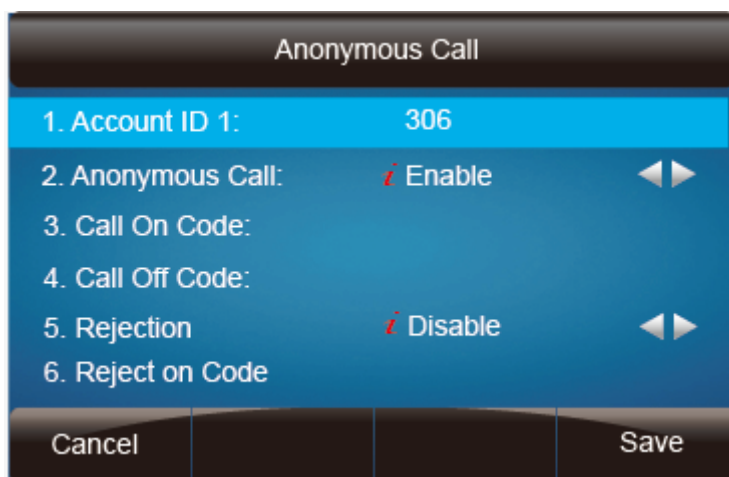 Anonymous Call
1. Account ID 1: 306
2. Anonymous Call: i Enable
3. Call On Code:
4. Call Off Code:
5. Rejection i Disable
6. Reject on Code
Cancel Save